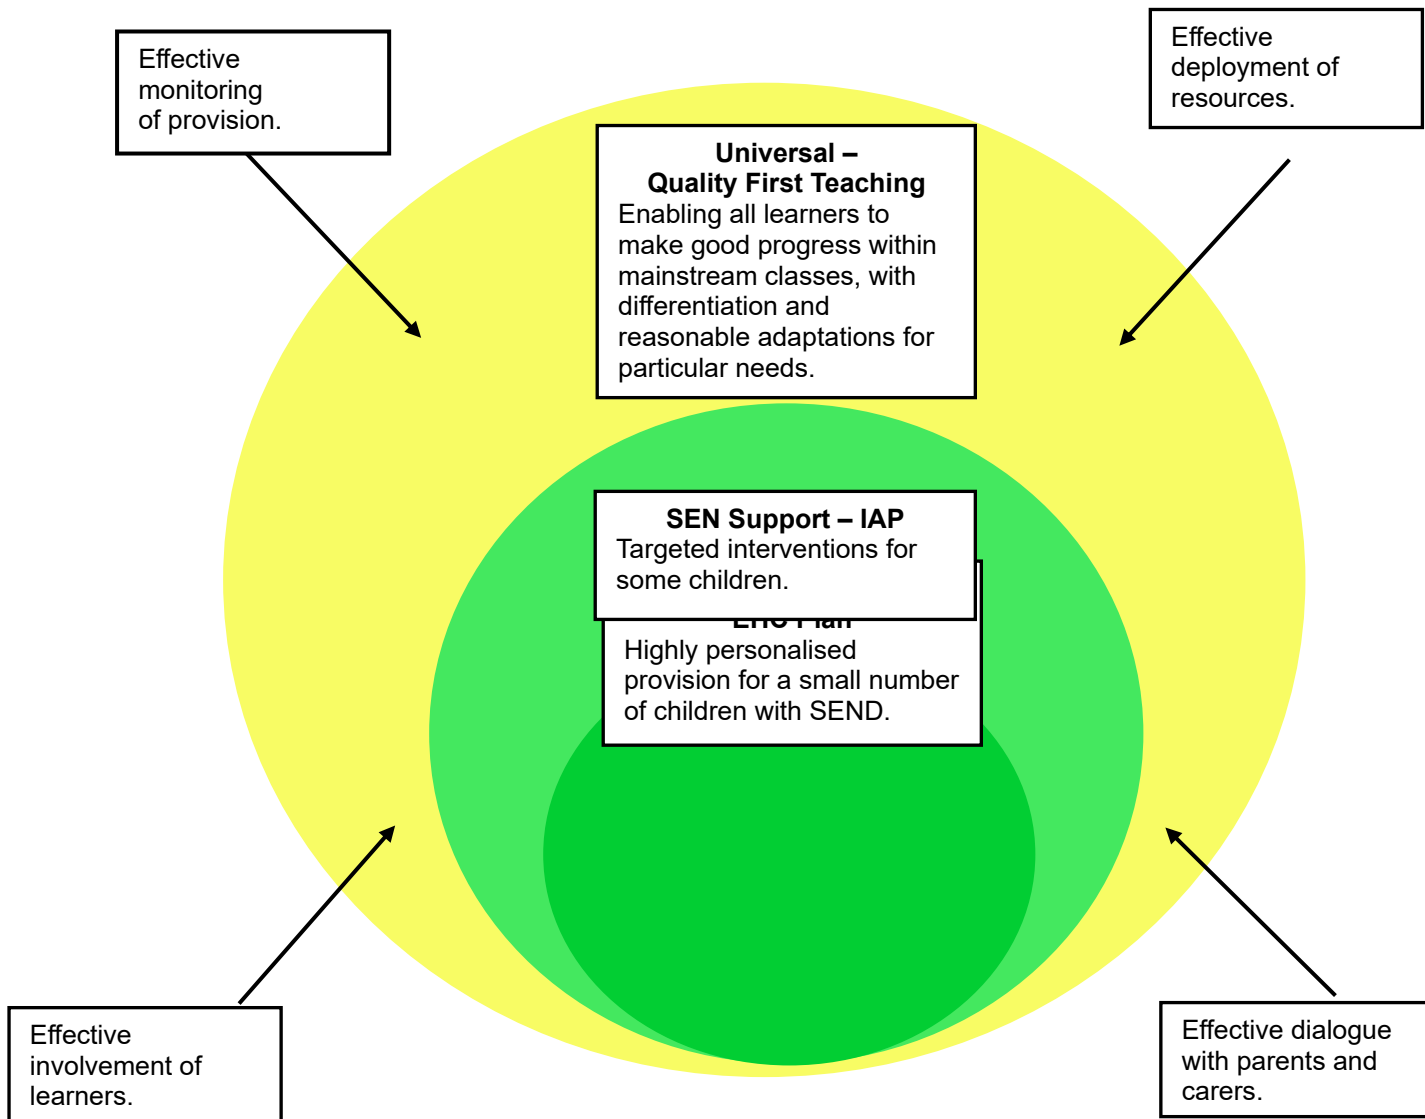 Effective
monitoring
of provision.
Effective
deployment of
resources.
Universal –
Quality First Teaching
Enabling all learners to
make good progress within
mainstream classes, with
differentiation and
reasonable adaptations for
particular needs.
SEN Support – IAP
Targeted interventions for
some children.
EHC Plan
Highly personalised
provision for a small number
of children with SEND.
Effective
involvement of
learners.
Effective dialogue
with parents and
carers.